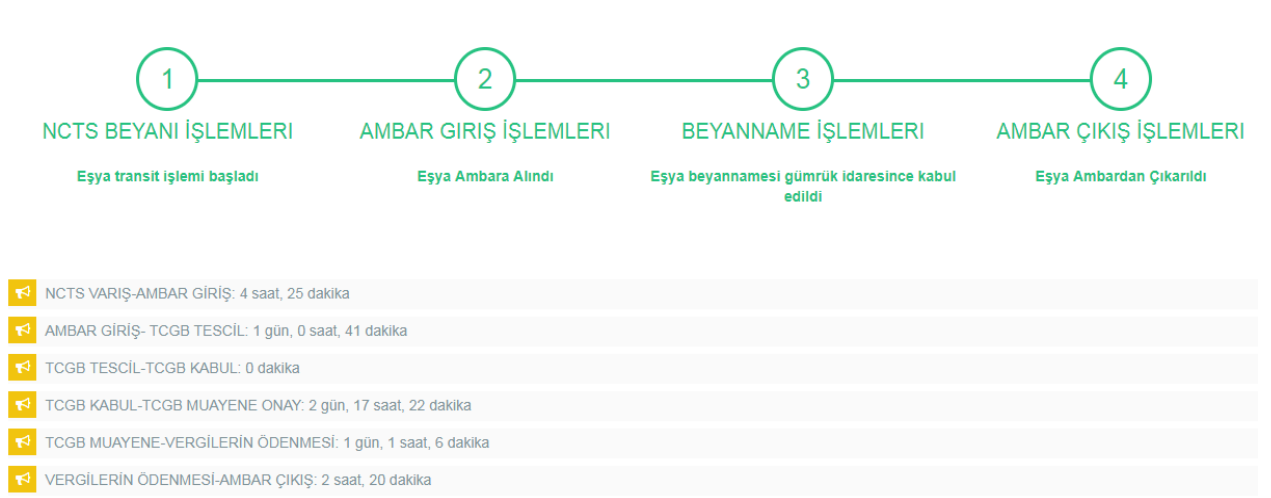 1
2
3
4
NCTS BEYANI İŞLEMLERI
AMBAR GIRIŞ İŞLEMLERI
BEYANNAME İŞLEMLERI
AMBAR ÇIKIŞ İŞLEMLERI
Eşya transit işlemi başladı
Eşya Ambara Alındı
Eşya beyannamesi gümrük idaresince kabul
edildi
Eşya Ambardan Çıkarıldı
NCTS VARIŞ-AMBAR GİRİŞ: 4 saat, 25 dakika
AMBAR GİRİŞ- TCGB TESCİL: 1 gün, 0 saat, 41 dakika
TCGB TESCİL-TCGB KABUL: 0 dakika
TCGB KABUL-TCGB MUAYENE ONAY: 2 gün, 17 saat, 22 dakika
TCGB MUAYENE-VERGİLERİN ÖDENMESİ: 1 gün, 1 saat, 6 dakika
VERGİLERİN ÖDENMESİ-AMBAR ÇIKIŞ: 2 saat, 20 dakika